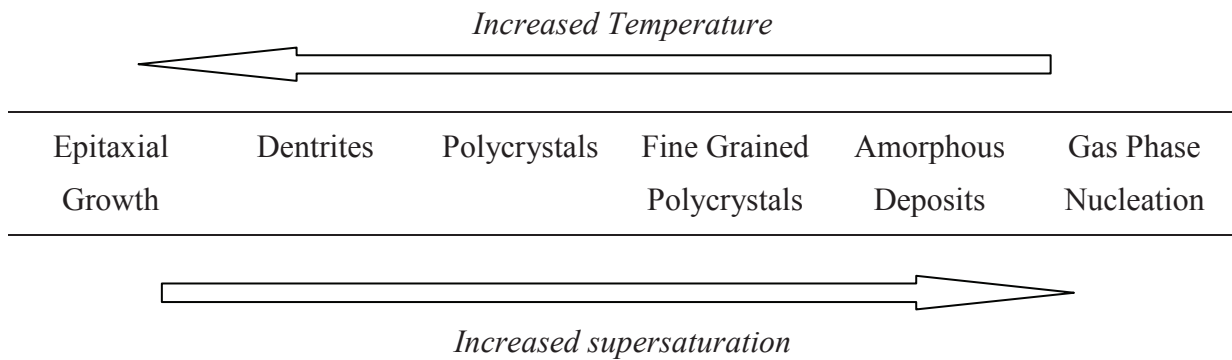 Increased Temperature
Epitaxial Dentrites Polycrystals Fine Grained Amorphous Gas Phase
Growth Polycrystals Deposits Nucleation
Increased supersaturation